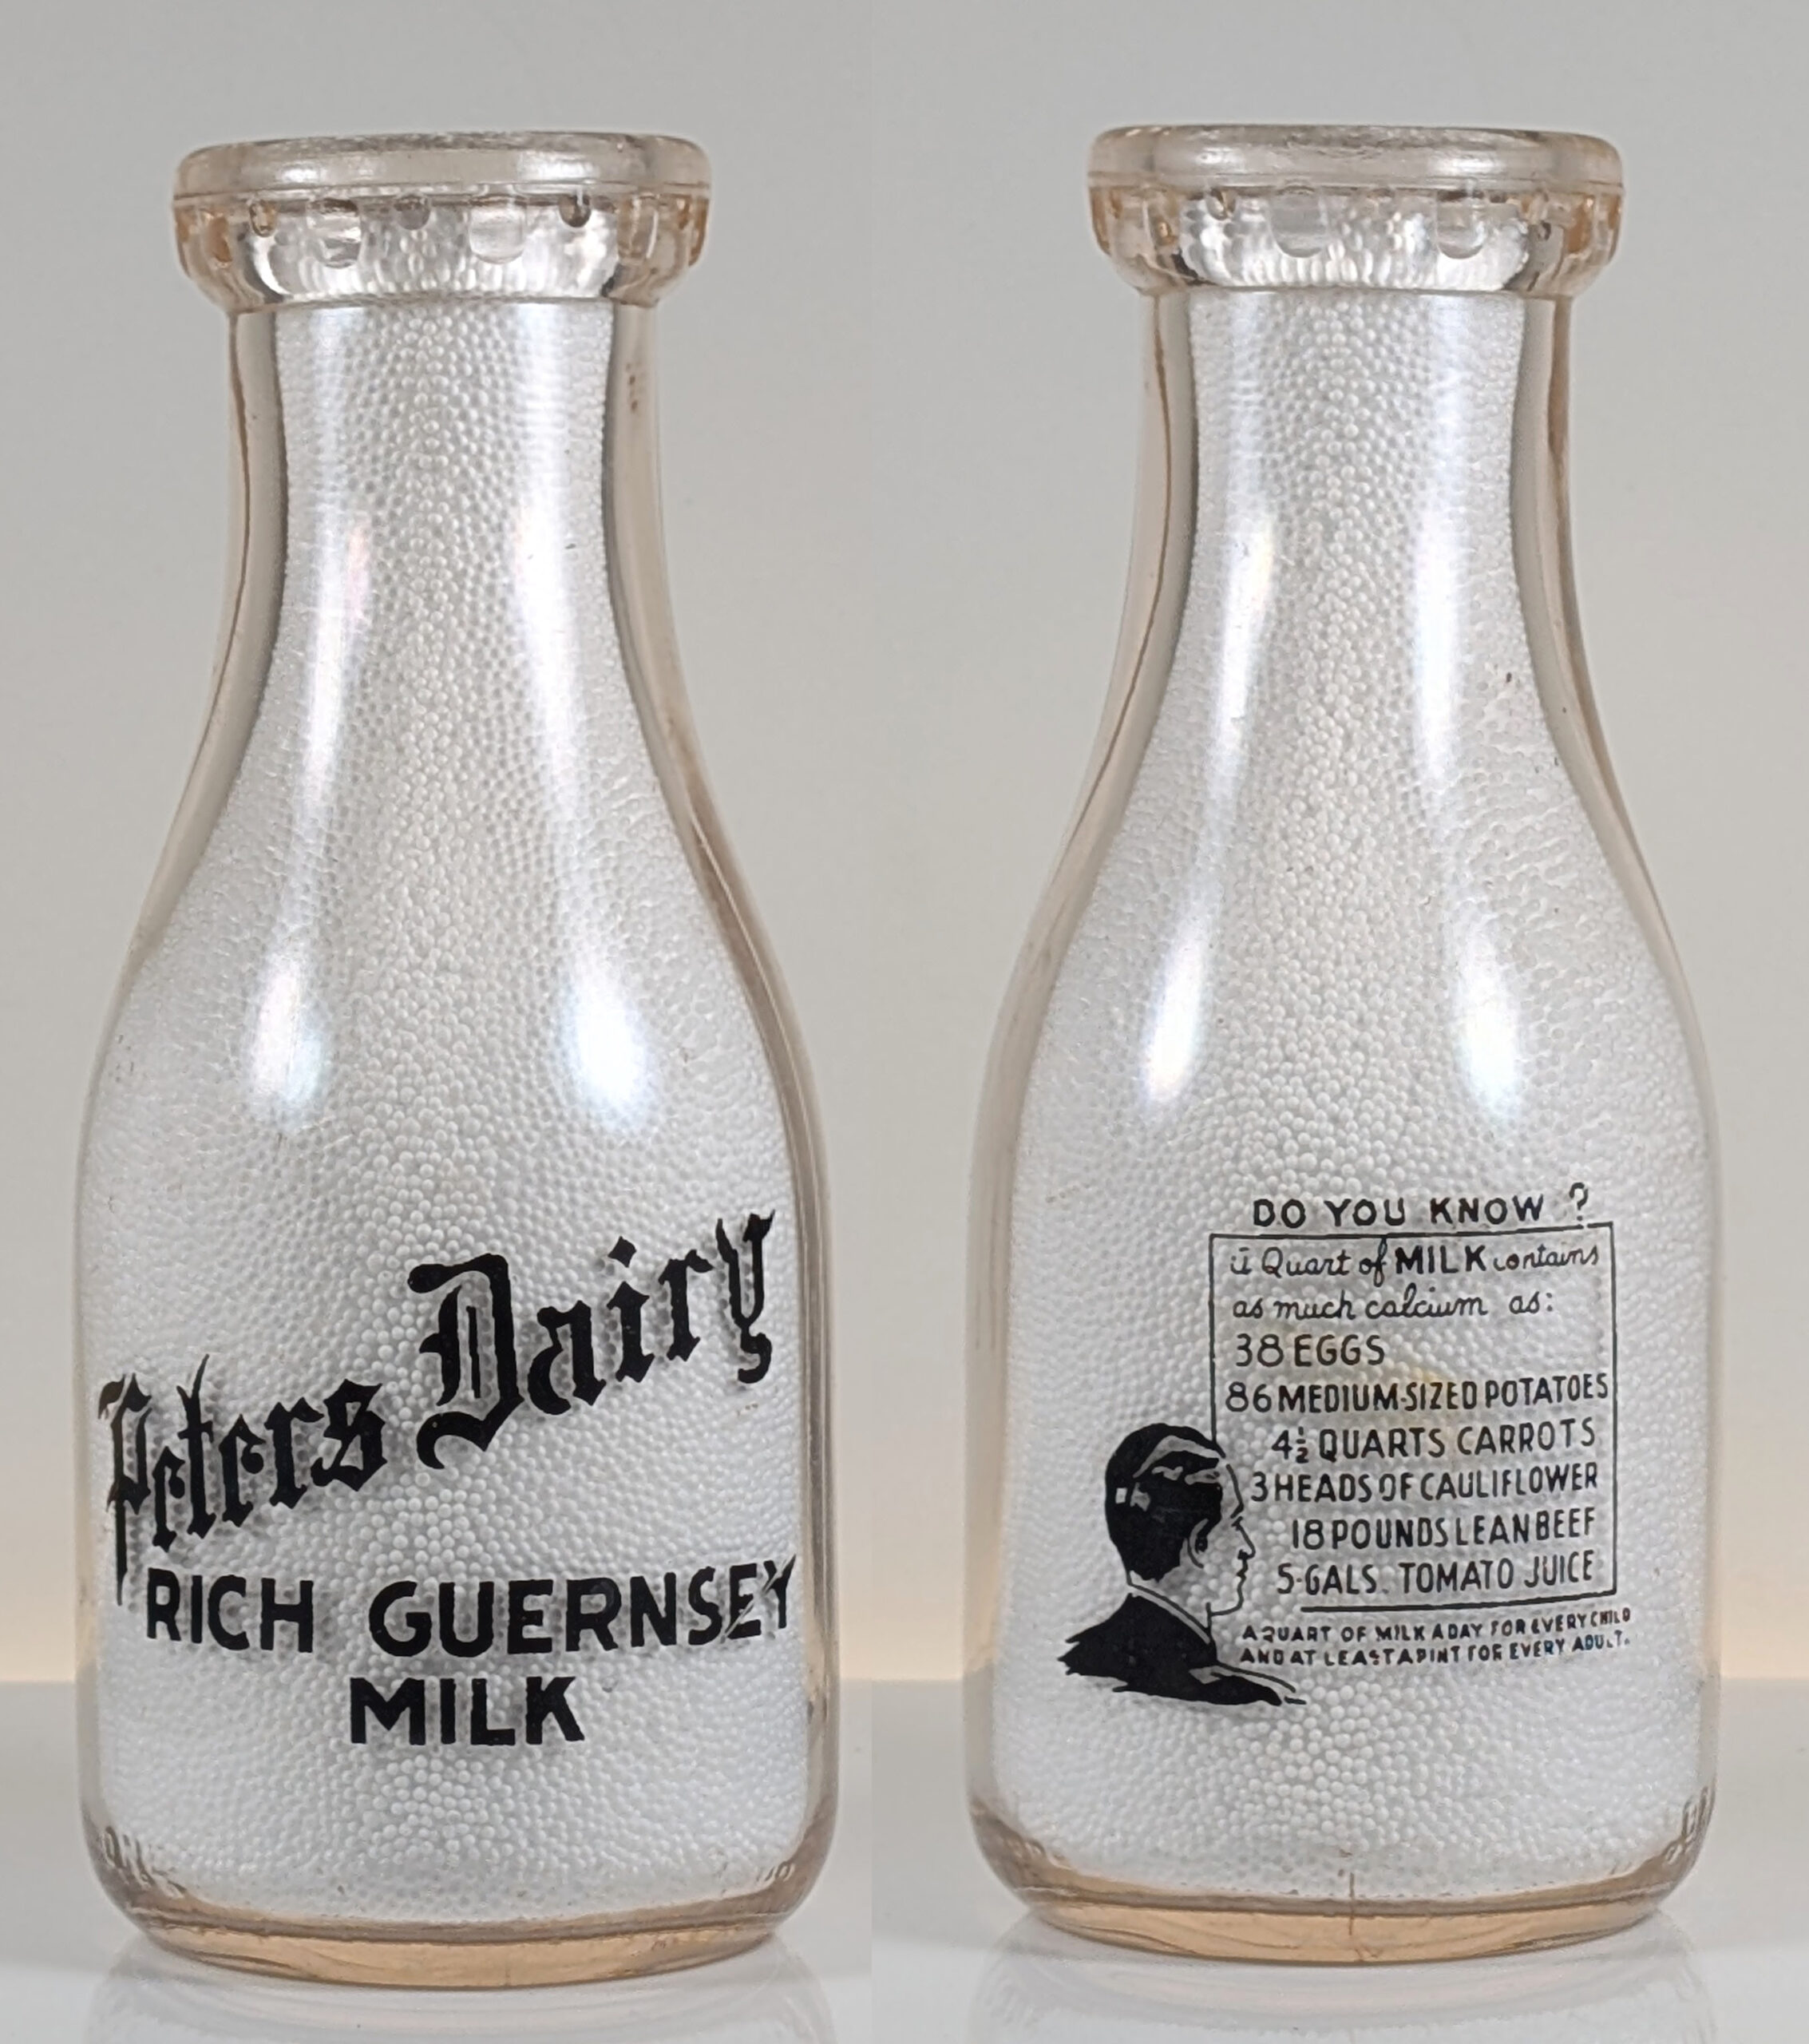 Peters Dairy
RICH GUERNSEY
MILK
DO YOU KNOW ?
a Quart of MILK contains
as much calcium as:
38 EGGS
86 MEDIUM-SIZED POTATOES
4½ QUARTS CARROTS
3 HEADS OF CAULIFLOWER
18 POUNDS LEAN BEEF
5-GALS. TOMATO JUICE
A QUART OF MILK A DAY FOR EVERY CHILD
AND AT LEAST A PINT FOR EVERY ADULT.